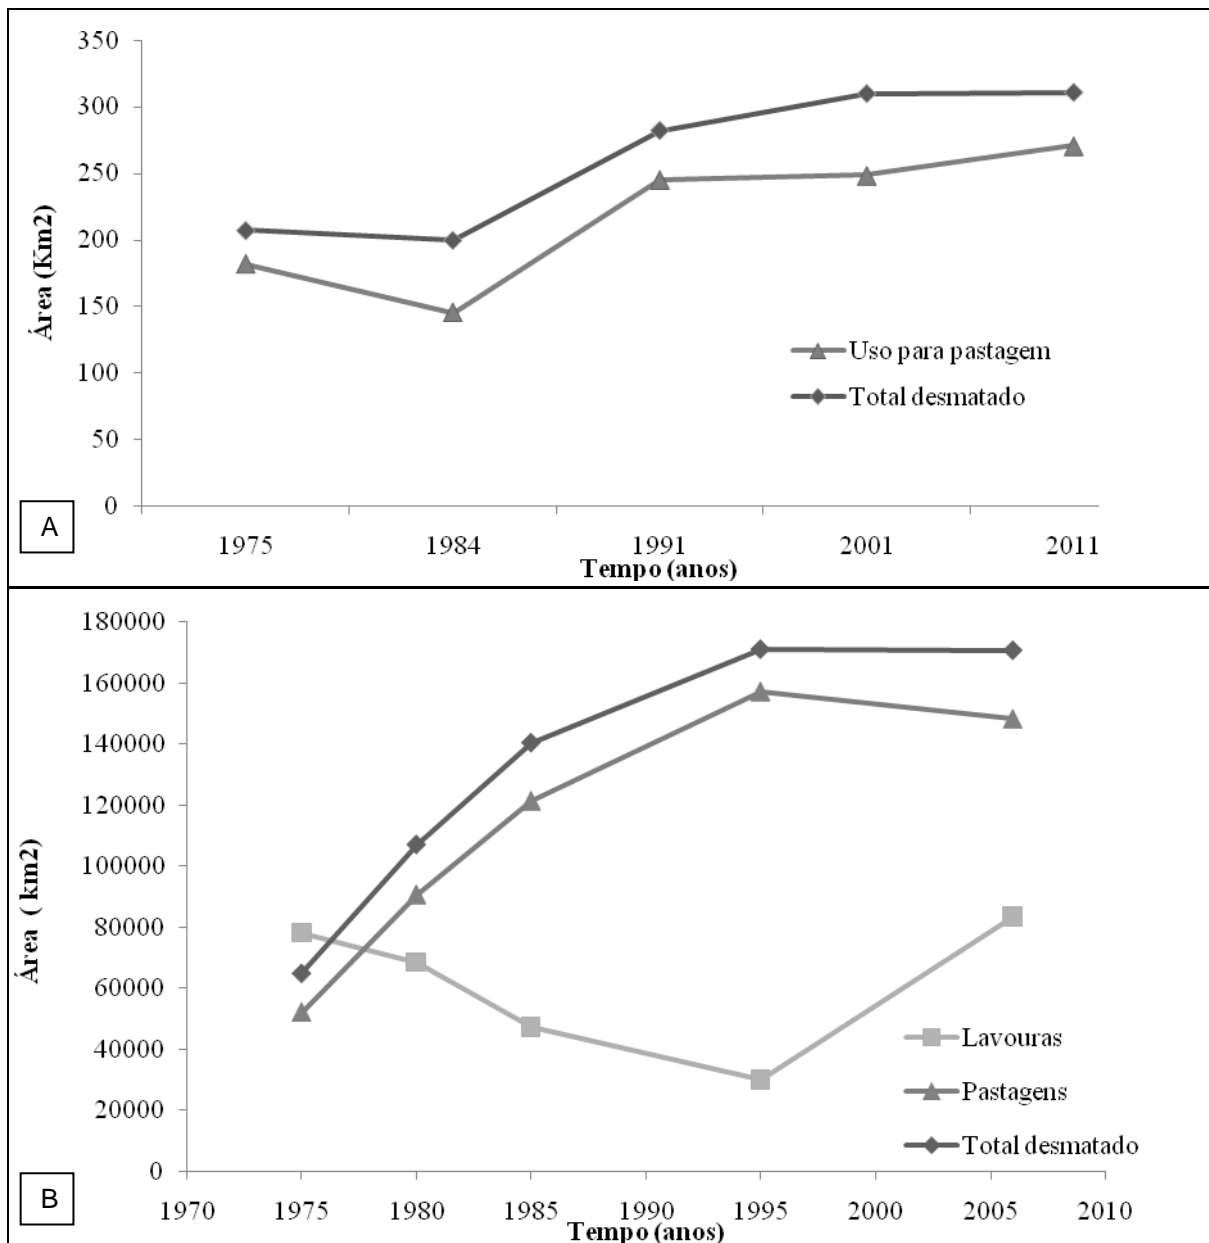 350
300
250
200
150
100
50
0
Área (Km2)
Uso para pastagem
Total desmatado
A
1975 1984 1991 2001 2011
Tempo (anos)
180000
160000
140000
120000
100000
80000
60000
40000
20000
0
Área ( km2)
Lavouras
Pastagens
Total desmatado
B
1970 1975 1980 1985 1990 1995 2000 2005 2010
Tempo (anos)